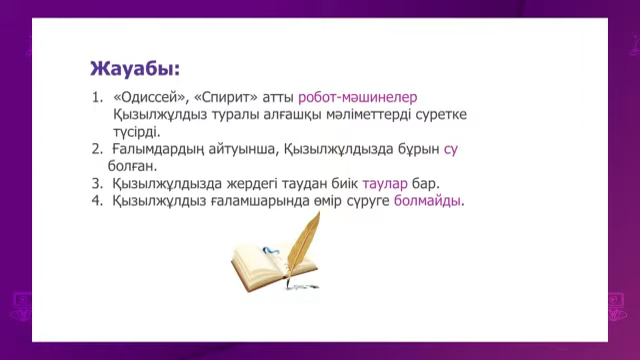 Жауабы:
1. «Одиссей», «Спирит» атты робот-мәшинелер
Қызылжұлдыз туралы алғашқы мәліметтерді суретке
түсірді.
2. Ғалымдардың айтуынша, Қызылжұлдызда бұрын су
болған.
3. Қызылжұлдызда жердегі таудан биік таулар бар.
4. Қызылжұлдыз ғаламшарында өмір сүруге болмайды.